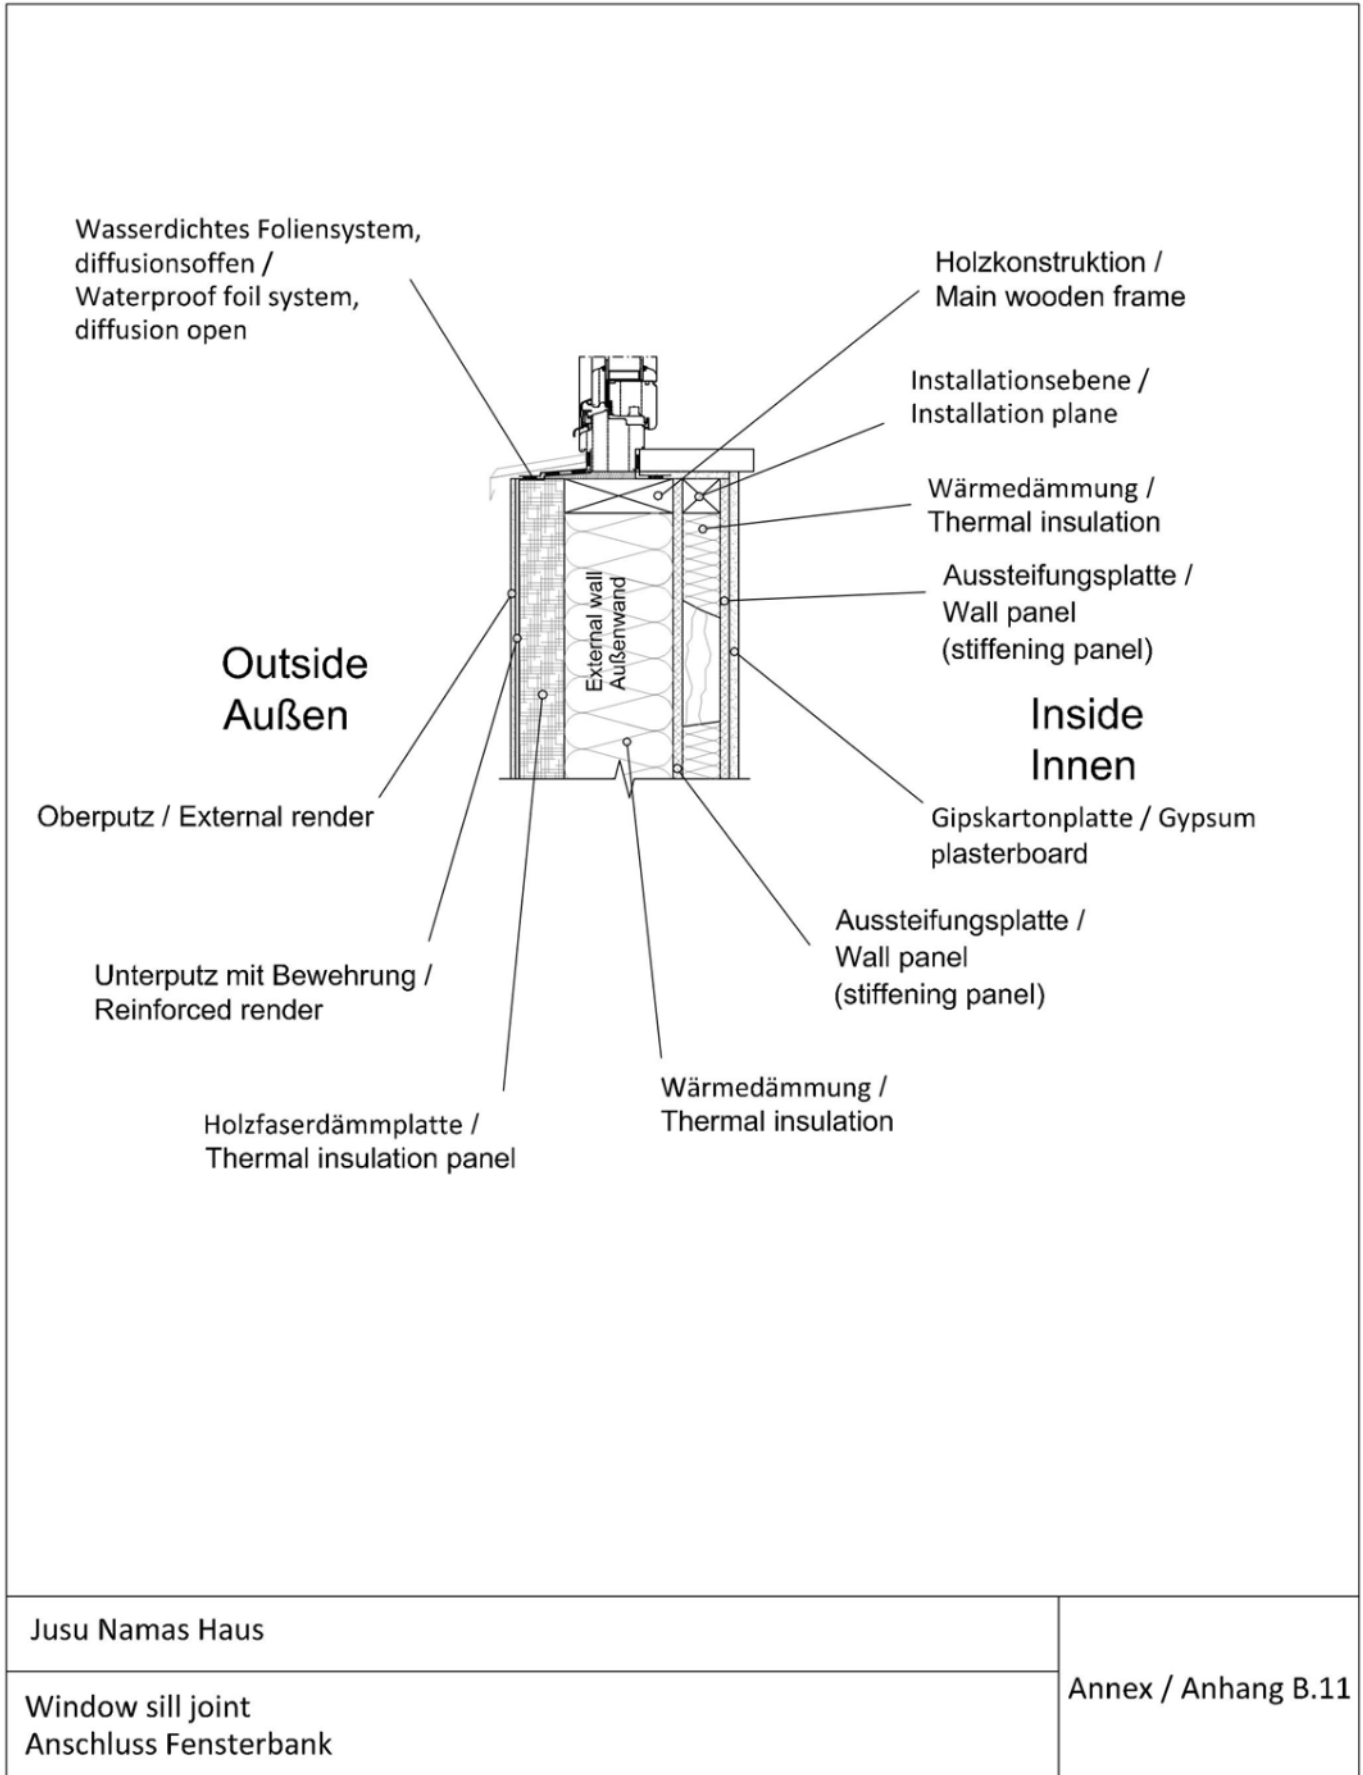 Wasserdichtes Foliensystem,
diffusionsoffen /
Waterproof foil system,
diffusion open
Holzkonstruktion /
Main wooden frame
Installationsebene /
Installation plane
Wärmedämmung /
Thermal insulation
Aussteifungsplatte /
Wall panel
(stiffening panel)
External wall
Außenwand
Outside
Außen
Inside
Innen
Oberputz / External render
Gipskartonplatte / Gypsum
plasterboard
Aussteifungsplatte /
Wall panel
(stiffening panel)
Unterputz mit Bewehrung /
Reinforced render
Wärmedämmung /
Thermal insulation
Holzfaserdämmplatte /
Thermal insulation panel
Jusu Namas Haus
Window sill joint
Anschluss Fensterbank
Annex / Anhang B.11